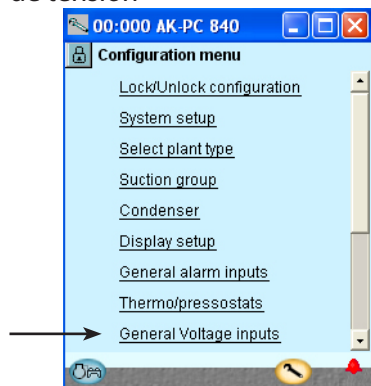 de tensión
00:000 AK-PC 840
Configuration menu
Lock/Unlock configuration
System setup
Select plant type
Suction group
Condenser
Display setup
General alarm inputs
Thermo/pressostats
General Voltage inputs